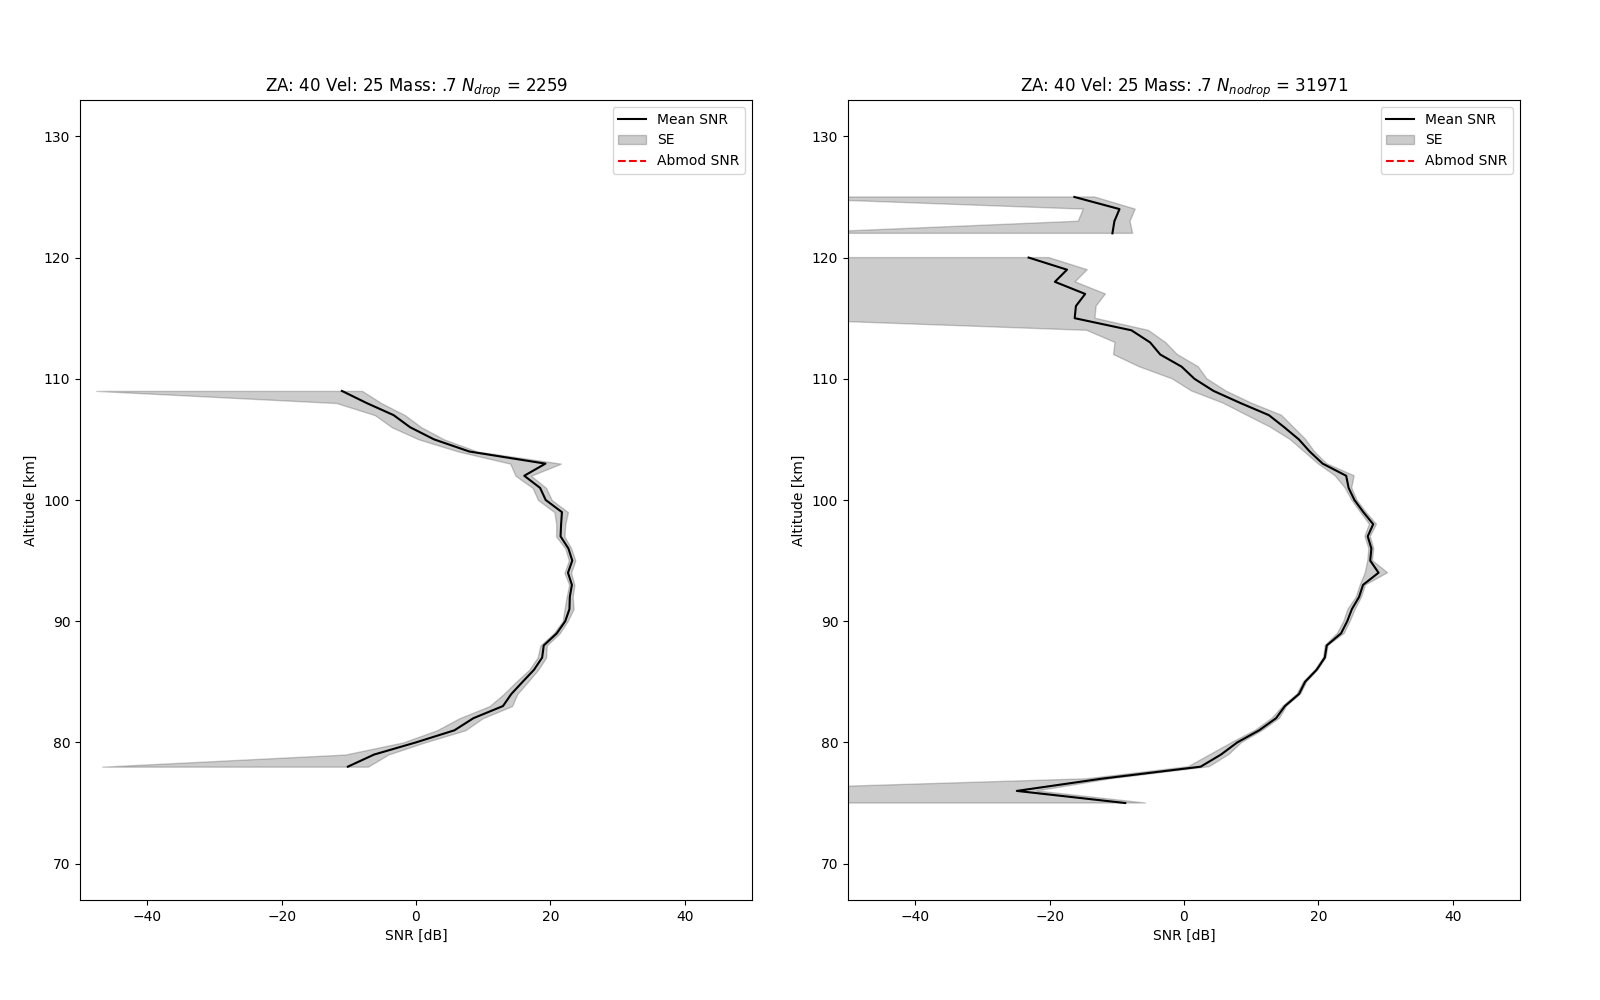 ZA: 40 Vel: 25 Mass: .7 N_drop = 2259
Mean SNR
SE
Abmod SNR
130
120
110
100
90
80
70
Altitude [km]
−40 −20 0 20 40
SNR [dB]
ZA: 40 Vel: 25 Mass: .7 N_nodrop = 31971
Mean SNR
SE
Abmod SNR
130
120
110
100
90
80
70
Altitude [km]
−40 −20 0 20 40
SNR [dB]